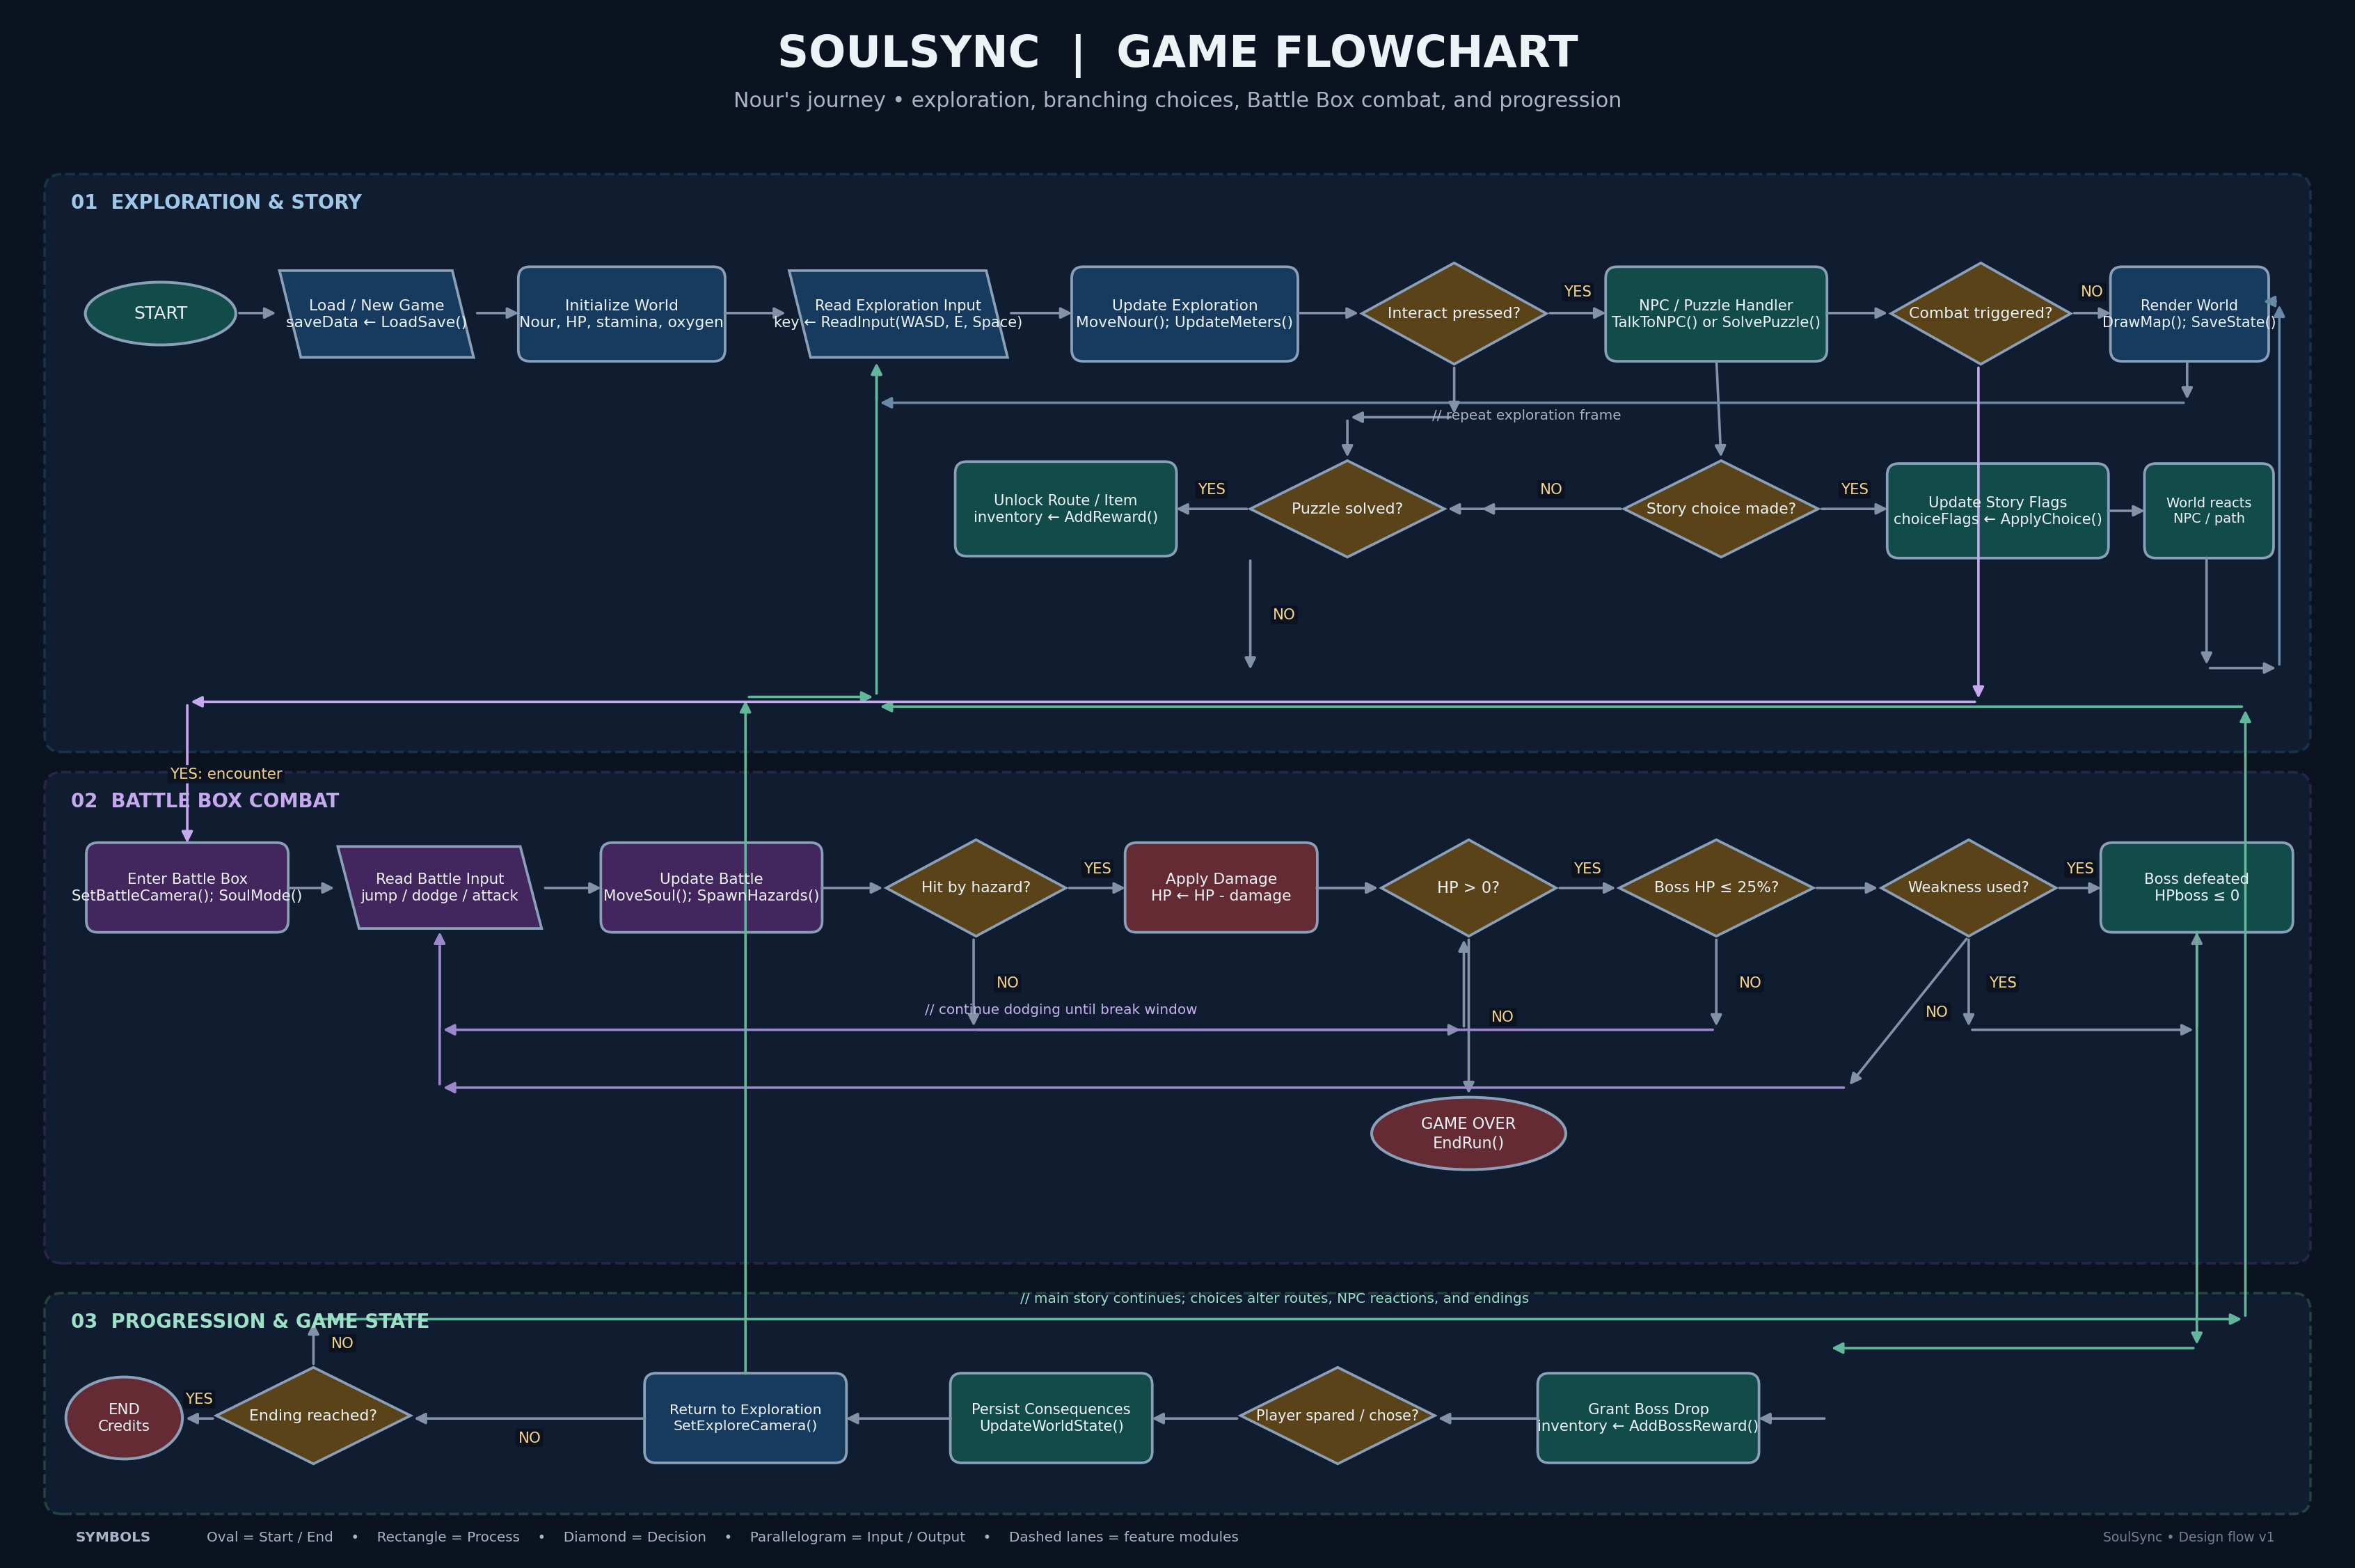 SOULSYNC | GAME FLOWCHART
Nour's journey • exploration, branching choices, Battle Box combat, and progression
01 EXPLORATION & STORY
START
Load / New Game
saveData ← LoadSave()
Initialize World
Nour, HP, stamina, oxygen
Read Exploration Input
key ← ReadInput(WASD, E, Space)
Update Exploration
MoveNour(); UpdateMeters()
Interact pressed?
YES
NPC / Puzzle Handler
TalkToNPC() or SolvePuzzle()
Combat triggered?
NO
Render World
DrawMap(); SaveState()
// repeat exploration frame
Unlock Route / Item
inventory ← AddReward()
YES
Puzzle solved?
NO
Story choice made?
YES
Update Story Flags
choiceFlags ← ApplyChoice()
World reacts
NPC / path
NO
YES: encounter
02 BATTLE BOX COMBAT
Enter Battle Box
SetBattleCamera(); SoulMode()
Read Battle Input
jump / dodge / attack
Update Battle
MoveSoul(); SpawnHazards()
Hit by hazard?
YES
Apply Damage
HP ← HP - damage
HP > 0?
YES
Boss HP ≤ 25%?
Weakness used?
YES
Boss defeated
HPboss ≤ 0
NO
NO
YES
// continue dodging until break window
NO
NO
GAME OVER
EndRun()
// main story continues; choices alter routes, NPC reactions, and endings
03 PROGRESSION & GAME STATE
NO
END
Credits
YES
Ending reached?
NO
Return to Exploration
SetExploreCamera()
Persist Consequences
UpdateWorldState()
Player spared / chose?
Grant Boss Drop
inventory ← AddBossReward()
SYMBOLS Oval = Start / End • Rectangle = Process • Diamond = Decision • Parallelogram = Input / Output • Dashed lanes = feature modules
SoulSync • Design flow v1